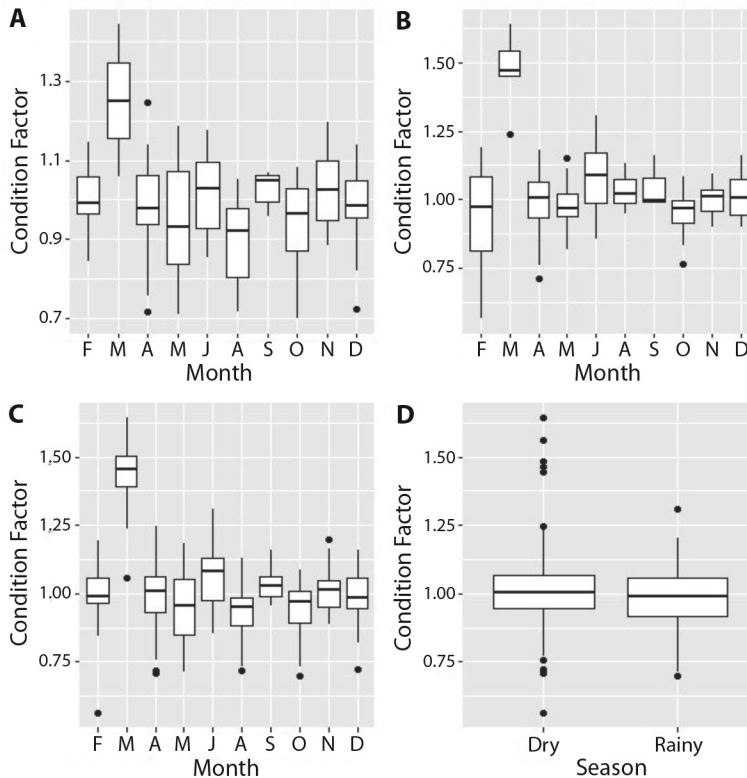 A
Condition Factor
1.3
1.1
0.9
0.7
F M A M J A S O N D
Month
B
Condition Factor
1.50
1.25
1.00
0.75
F M A M J A S O N D
Month
C
Condition Factor
1.50
1.25
1.00
0.75
F M A M J A S O N D
Month
D
Condition Factor
1.50
1.25
1.00
0.75
Dry Rainy
Season